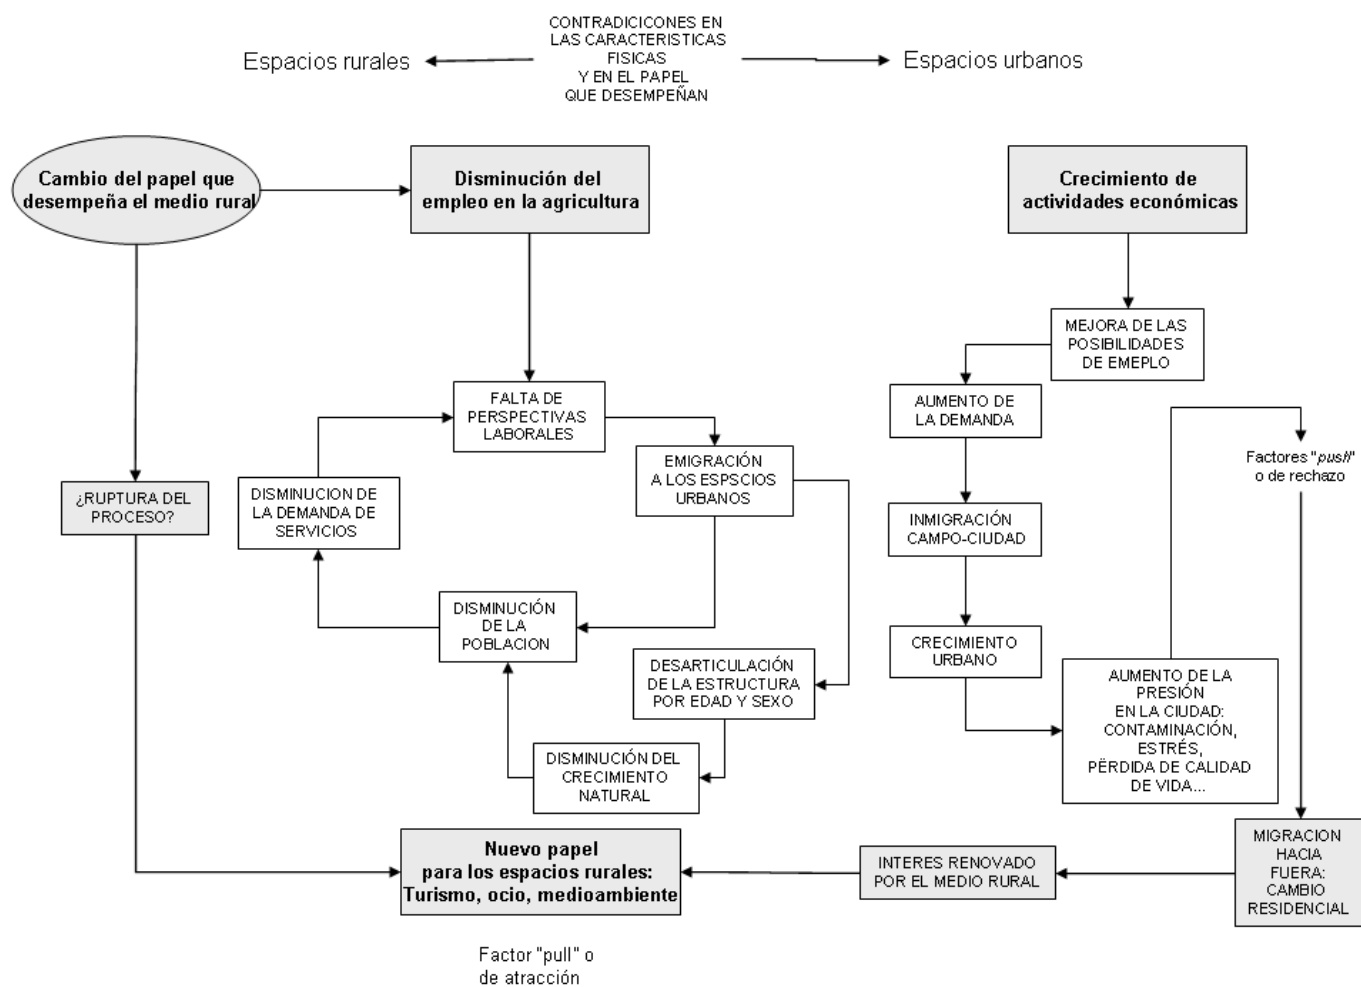 CONTRADICICONES EN
LAS CARACTERISTICAS
FISICAS
Y EN EL PAPEL
QUE DESEMPEÑAN
Espacios rurales
Espacios urbanos
Cambio del papel que
desempeña el medio rural
Disminución del
empleo en la agricultura
Crecimiento de
actividades económicas
MEJORA DE LAS
POSIBILIDADES
DE EMEPLO
FALTA DE
PERSPECTIVAS
LABORALES
AUMENTO DE
LA DEMANDA
EMIGRACIÓN
A LOS ESPSCIOS
URBANOS
Factores "push"
o de rechazo
¿RUPTURA DEL
PROCESO?
DISMINUCION DE
LA DEMANDA DE
SERVICIOS
INMIGRACIÓN
CAMPO-CIUDAD
DISMINUCIÓN
DE LA
POBLACION
CRECIMIENTO
URBANO
DESARTICULACIÓN
DE LA ESTRUCTURA
POR EDAD Y SEXO
AUMENTO DE LA
PRESIÓN
EN LA CIUDAD:
CONTAMINACIÓN,
ESTRÉS,
PËRDIDA DE CALIDAD
DE VIDA...
DISMINUCIÓN DEL
CRECIMIENTO
NATURAL
Nuevo papel
para los espacios rurales:
Turismo, ocio, medioambiente
INTERES RENOVADO
POR EL MEDIO RURAL
MIGRACION
HACIA
FUERA:
CAMBIO
RESIDENCIAL
Factor "pull" o
de atracción